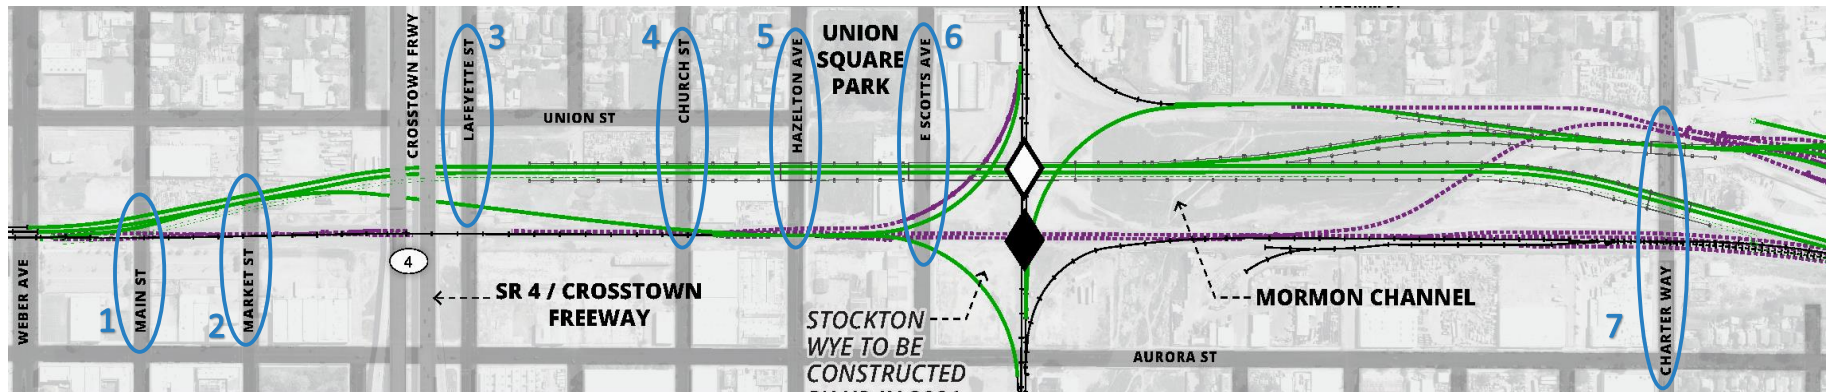 WEBER AVE
1
MAIN ST
2
MARKET ST
CROSSTOWN FRWY
4
SR 4 / CROSSTOWN
FREEWAY
LAFEYETTE ST
3
UNION ST
4
CHURCH ST
5
HAZELTON AVE
UNION
SQUARE
PARK
E SCOTTS AVE
6
STOCKTON
WYE TO BE
CONSTRUCTED
MORMON CHANNEL
AURORA ST
7
CHARTER WAY